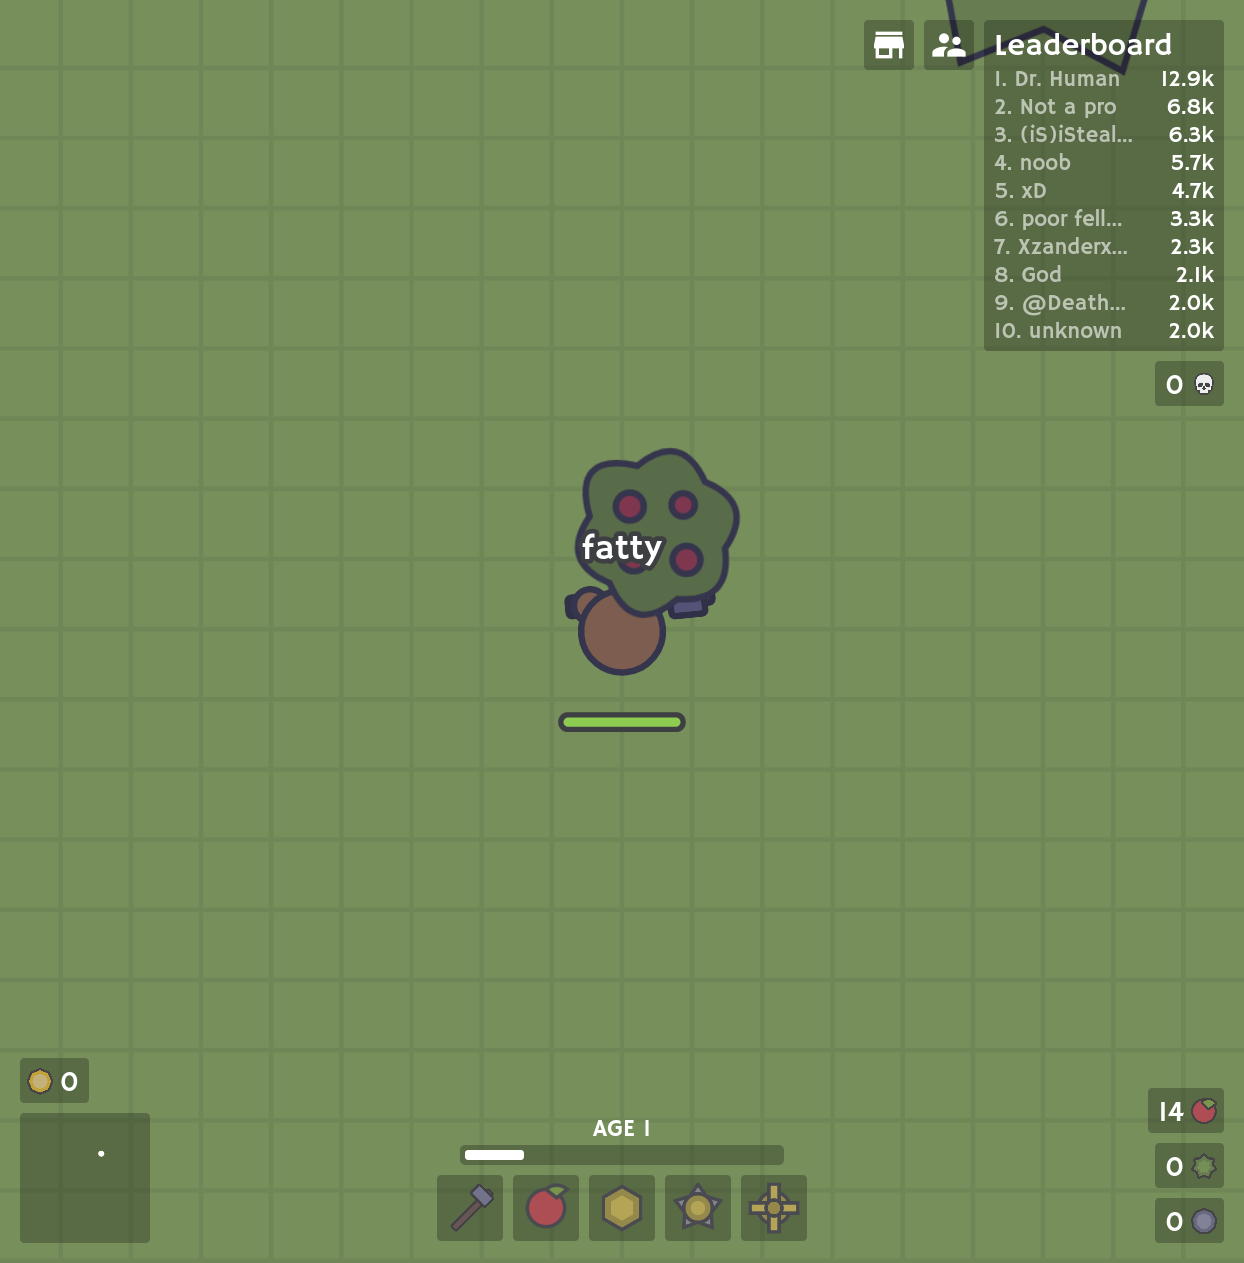 Leaderboard
1. Dr. Human 12.9k
2. Not a pro 6.8k
3. (iS)iSteal... 6.3k
4. noob 5.7k
5. xD 4.7k
6. poor fell... 3.3k
7. Xzanderx... 2.3k
8. God 2.1k
9. @Death... 2.0k
10. unknown 2.0k
0
fatty
0
AGE 1
14
0
0